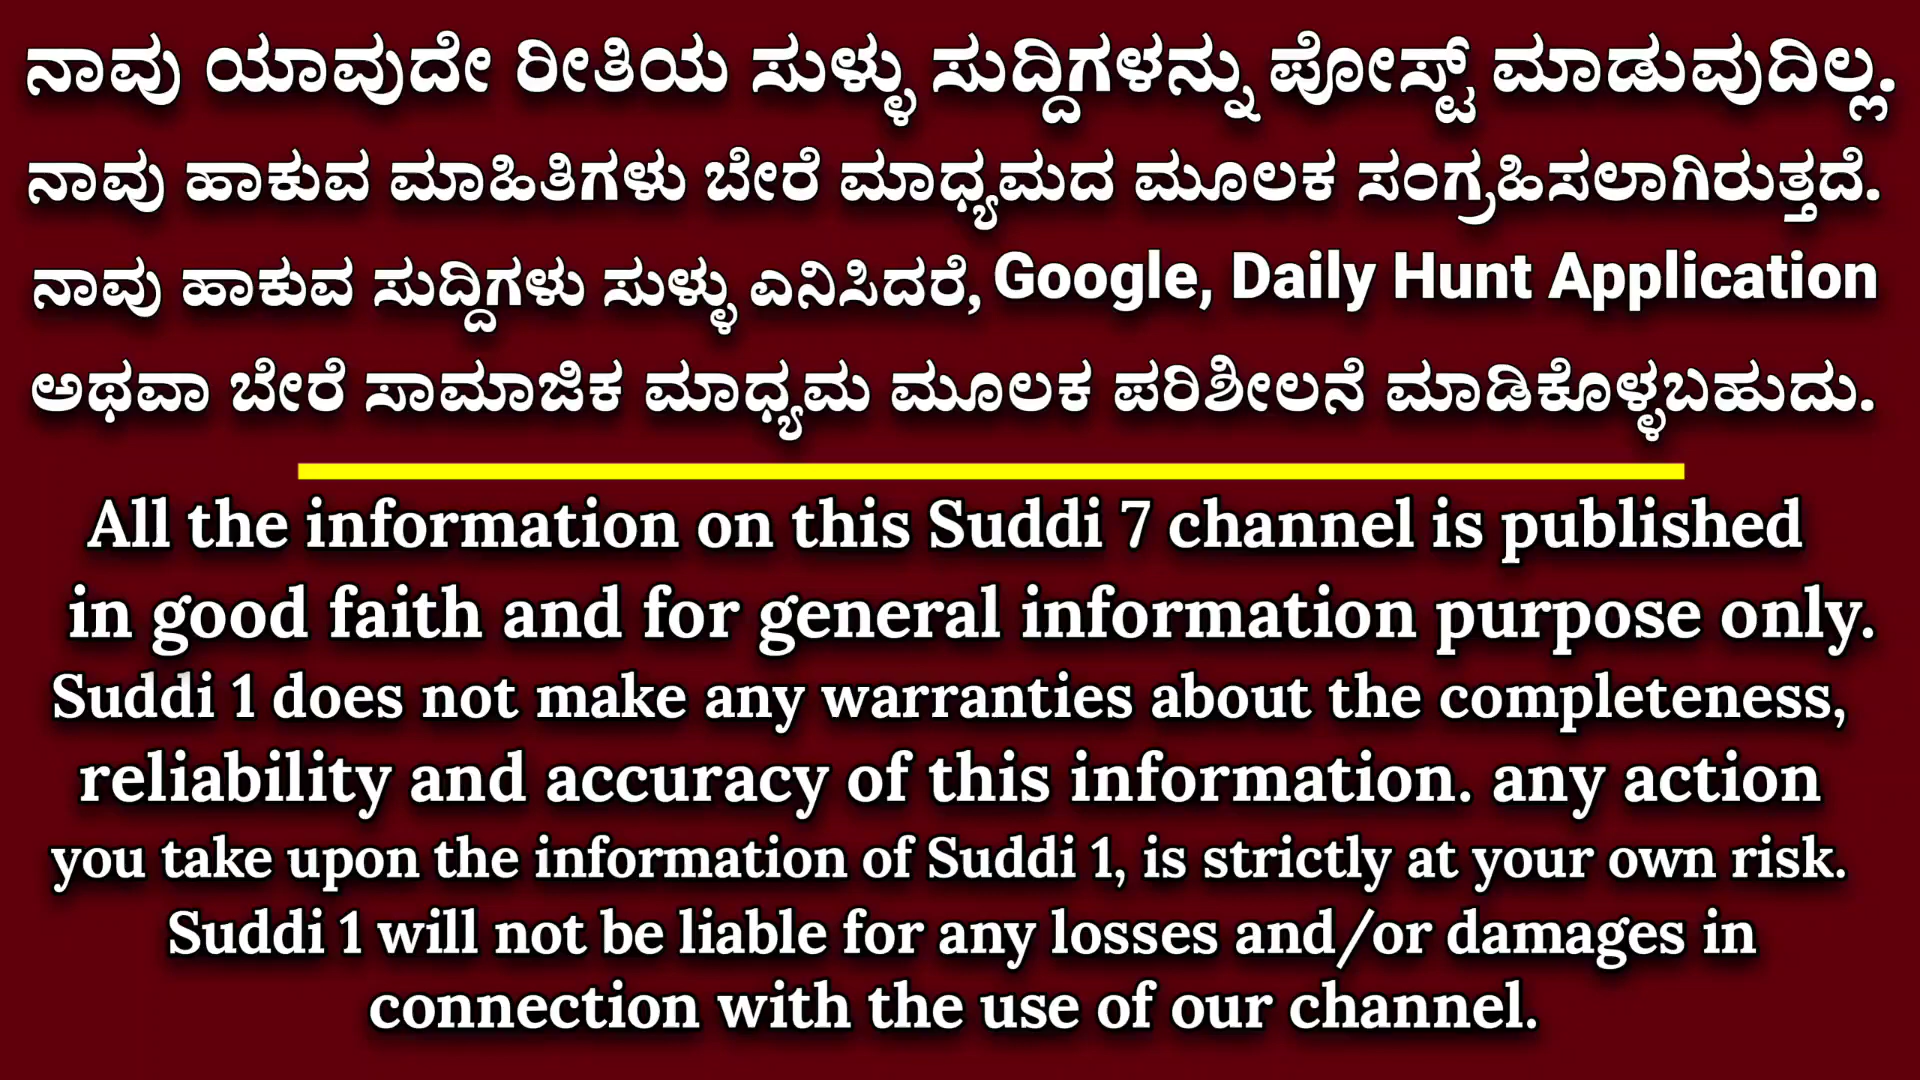 ನಾವು ಯಾವುದೇ ರೀತಿಯ ಸುಳ್ಳು ಸುದ್ದಿಗಳನ್ನು ಪೋಸ್ಟ್ ಮಾಡುವುದಿಲ್ಲ.
ನಾವು ಹಾಕುವ ಮಾಹಿತಿಗಳು ಬೇರೆ ಮಾಧ್ಯಮದ ಮೂಲಕ ಸಂಗ್ರಹಿಸಲಾಗಿರುತ್ತದೆ.
ನಾವು ಹಾಕುವ ಸುದ್ದಿಗಳು ಸುಳ್ಳು ಎನಿಸಿದರೆ, Google, Daily Hunt Application
ಅಥವಾ ಬೇರೆ ಸಾಮಾಜಿಕ ಮಾಧ್ಯಮ ಮೂಲಕ ಪರಿಶೀಲನೆ ಮಾಡಿಕೊಳ್ಳಬಹುದು.
All the information on this Suddi 7 channel is published
in good faith and for general information purpose only.
Suddi 1 does not make any warranties about the completeness,
reliability and accuracy of this information. any action
you take upon the information of Suddi 1, is strictly at your own risk.
Suddi 1 will not be liable for any losses and/or damages in
connection with the use of our channel.